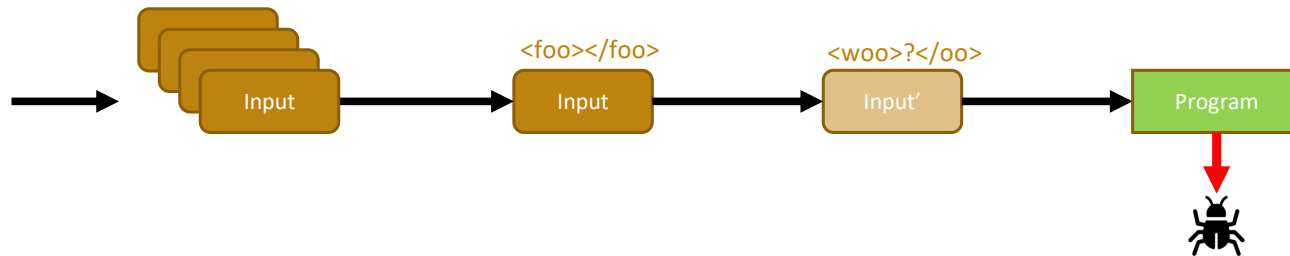 <foo></foo>
<woo>?</oo>
Input
Input
Input’
Program